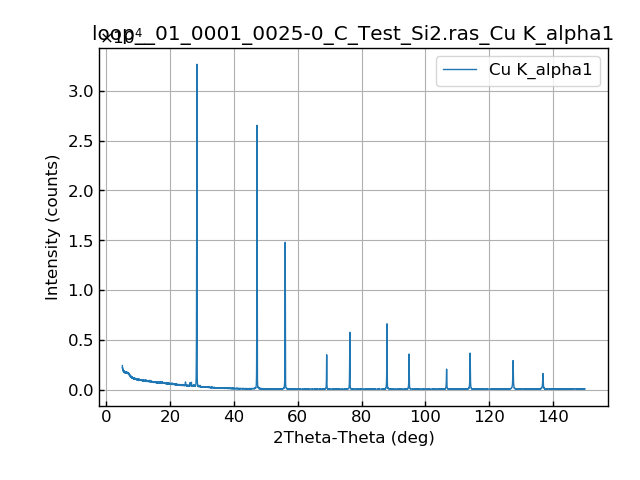 loop__01_0001_0025-0_C_Test_Si2.ras_Cu K_alpha1
×10⁴
Cu K_alpha1
3.0
2.5
2.0
1.5
1.0
0.5
0.0
Intensity (counts)
0 20 40 60 80 100 120 140
2Theta-Theta (deg)